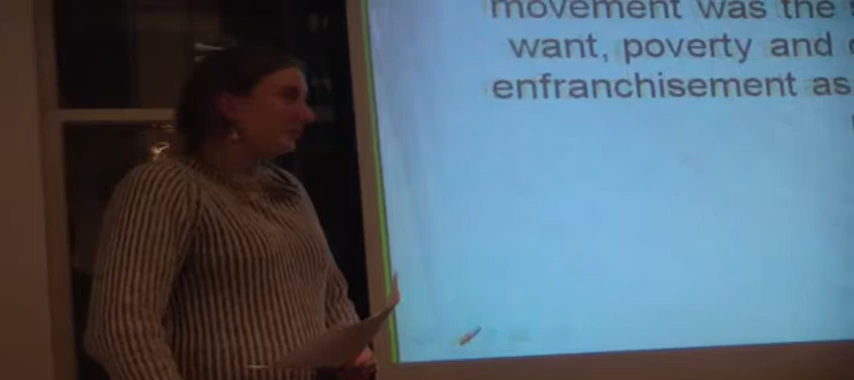 movement was the
want, poverty and
enfranchisement as